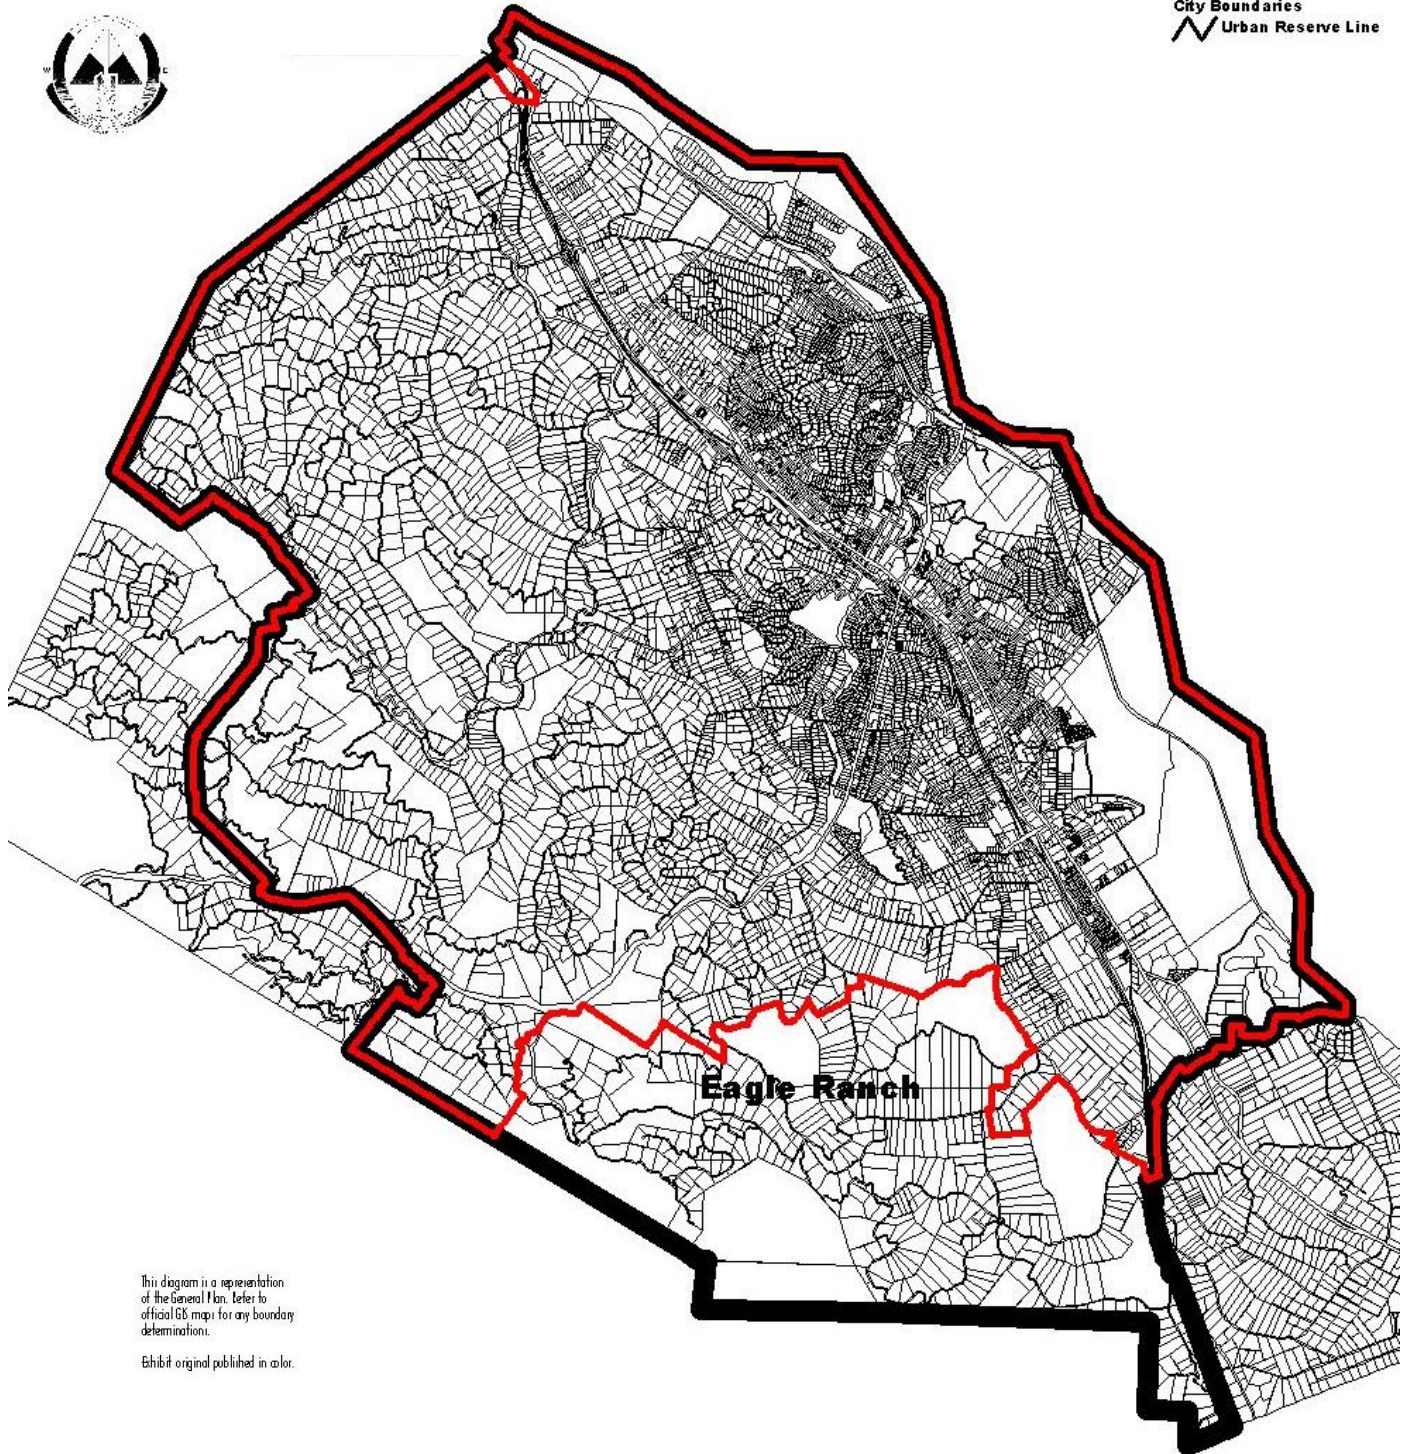 City Boundaries
Urban Reserve Line
W E
Eagle Ranch
This diagram is a representation
of the General Plan. Refer to
official GIS maps for any boundary
determinations.
Exhibit original published in color.